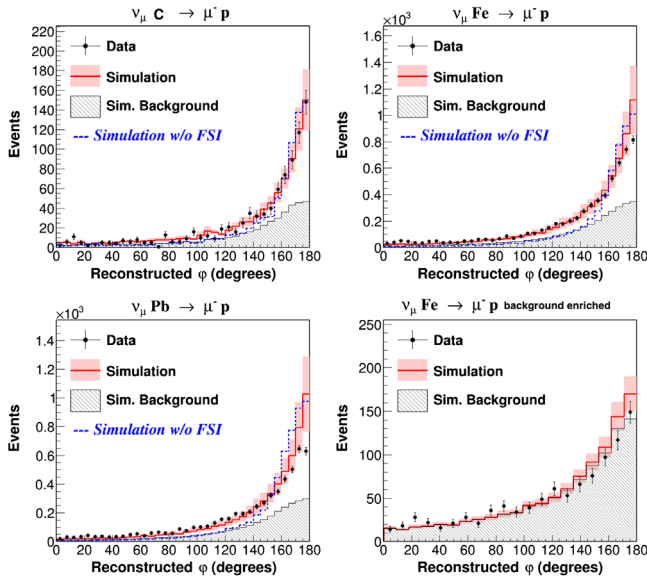 ν_μ C → μ⁻ p
220
200
180
160
140
120
100
80
60
40
20
0
Events
Data
Simulation
Sim. Background
Simulation w/o FSI
0 20 40 60 80 100 120 140 160 180
Reconstructed φ (degrees)
ν_μ Fe → μ⁻ p
×10³
1.6
1.4
1.2
1
0.8
0.6
0.4
0.2
0
Events
Data
Simulation
Sim. Background
Simulation w/o FSI
0 20 40 60 80 100 120 140 160 180
Reconstructed φ (degrees)
ν_μ Pb → μ⁻ p
×10³
1.4
1.2
1
0.8
0.6
0.4
0.2
0
Events
Data
Simulation
Sim. Background
Simulation w/o FSI
0 20 40 60 80 100 120 140 160 180
Reconstructed φ (degrees)
ν_μ Fe → μ⁻ p background enriched
250
200
150
100
50
0
Events
Data
Simulation
Sim. Background
0 20 40 60 80 100 120 140 160 180
Reconstructed φ (degrees)